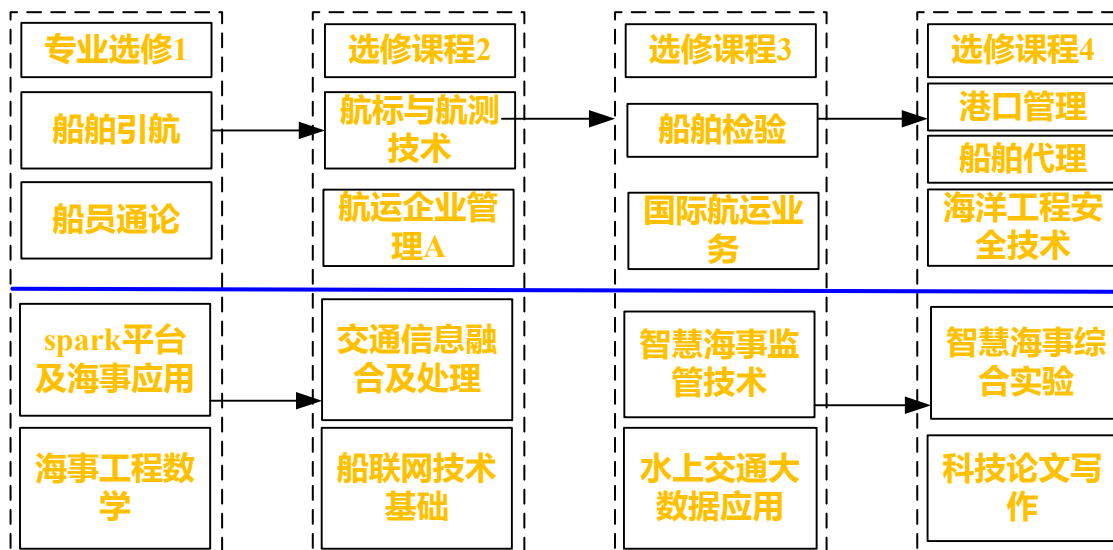 专业选修1
选修课程2
选修课程3
选修课程4
船舶引航
航标与航测
技术
船舶检验
港口管理
船舶代理
船员通论
航运企业管
理A
国际航运业
务
海洋工程安
全技术
spark平台
及海事应用
交通信息融
合及处理
智慧海事监
管技术
智慧海事综
合实验
海事工程数
学
船联网技术
基础
水上交通大
数据应用
科技论文写
作